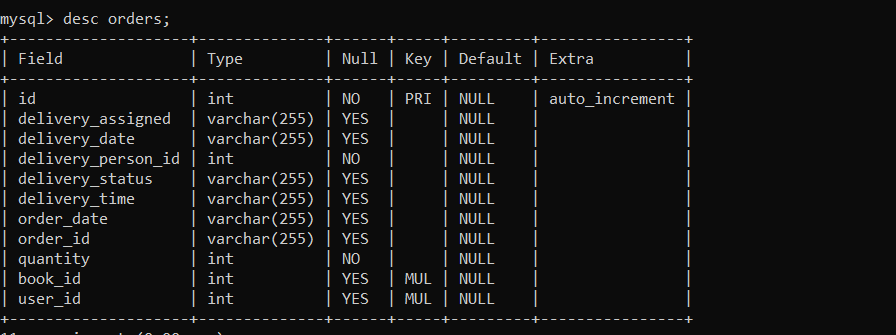 mysql> desc orders;
+--------------------+--------------+------+-----+---------+----------------+
| Field              | Type         | Null | Key | Default | Extra          |
+--------------------+--------------+------+-----+---------+----------------+
| id                 | int          | NO   | PRI | NULL    | auto_increment |
| delivery_assigned  | varchar(255) | YES  |     | NULL    |                |
| delivery_date      | varchar(255) | YES  |     | NULL    |                |
| delivery_person_id | int          | NO   |     | NULL    |                |
| delivery_status    | varchar(255) | YES  |     | NULL    |                |
| delivery_time      | varchar(255) | YES  |     | NULL    |                |
| order_date         | varchar(255) | YES  |     | NULL    |                |
| order_id           | varchar(255) | YES  |     | NULL    |                |
| quantity           | int          | NO   |     | NULL    |                |
| book_id            | int          | YES  | MUL | NULL    |                |
| user_id            | int          | YES  | MUL | NULL    |                |
+--------------------+--------------+------+-----+---------+----------------+